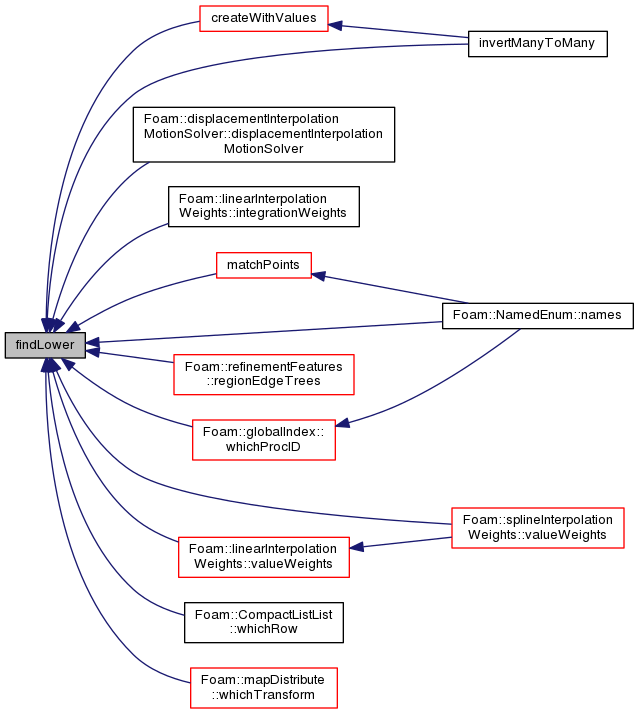 createWithValues
invertManyToMany
Foam::displacementInterpolation
MotionSolver::displacementInterpolation
MotionSolver
Foam::linearInterpolation
Weights::integrationWeights
matchPoints
Foam::NamedEnum::names
findLower
Foam::refinementFeatures
::regionEdgeTrees
Foam::globalIndex::
whichProcID
Foam::splineInterpolation
Weights::valueWeights
Foam::linearInterpolation
Weights::valueWeights
Foam::CompactListList
::whichRow
Foam::mapDistribute
::whichTransform